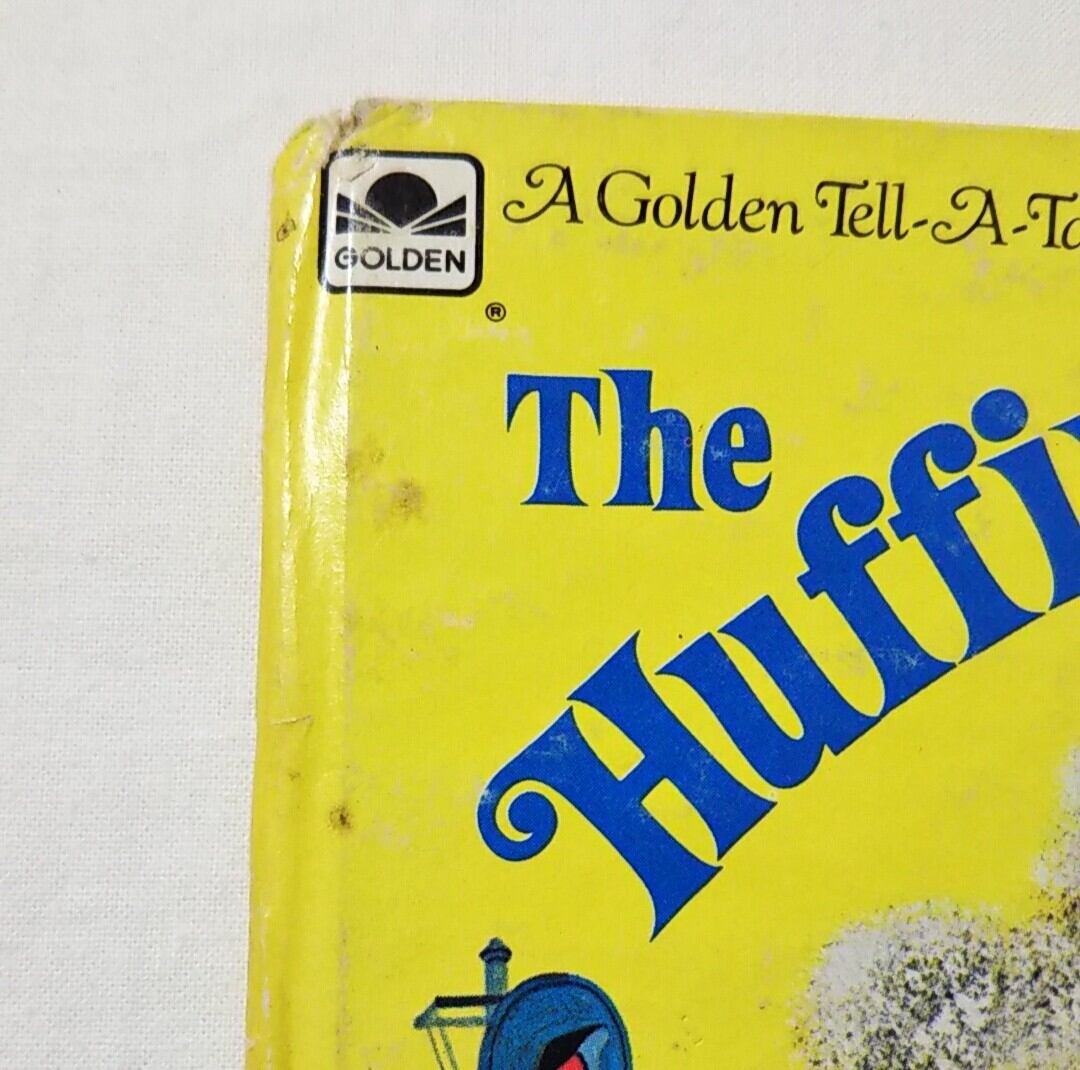 GOLDEN
®
A Golden Tell-A-Ta
The
Huffi